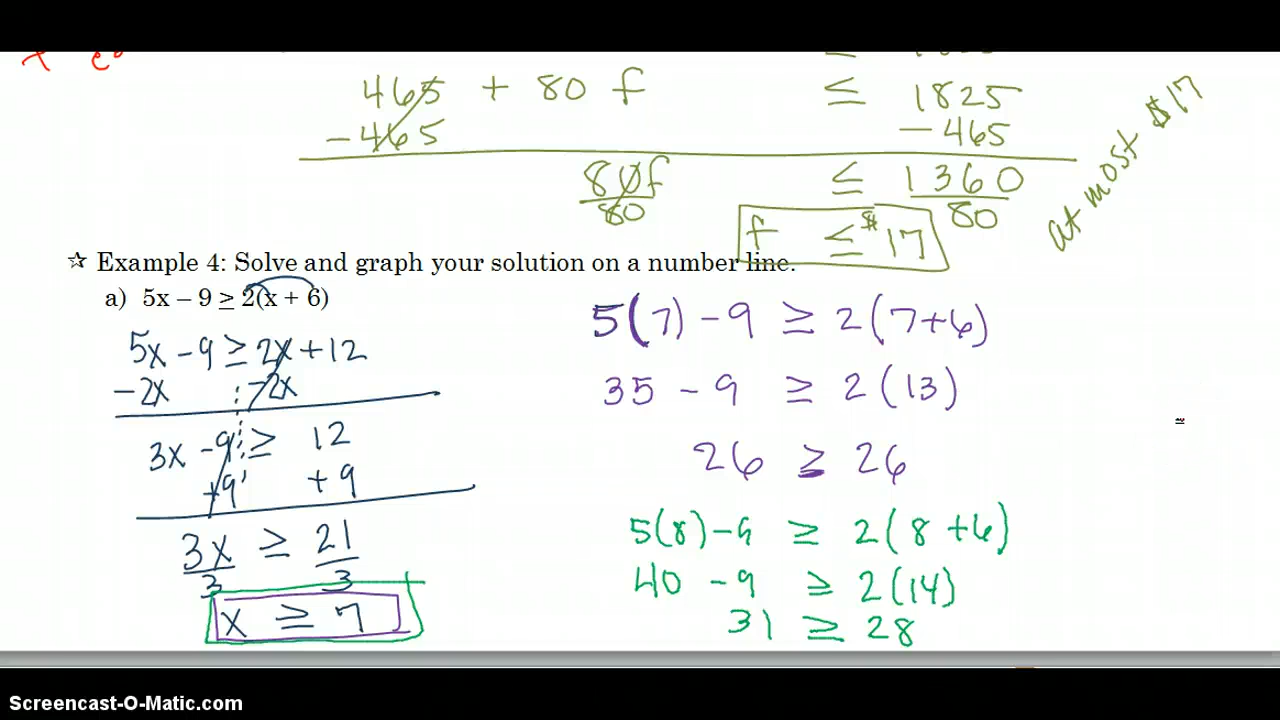 465 + 80 f ≤ 1825
-465 -465
80f ≤ 1360
80 80
f ≤ $17
at most $17
☆ Example 4: Solve and graph your solution on a number line.
a) 5x – 9 ≥ 2(x + 6)
5x - 9 ≥ 2x + 12
- 2x - 2x
3x - 9 ≥ 12
+9 +9
3x ≥ 21
3 3
x ≥ 7
5(7) - 9 ≥ 2(7+6)
35 - 9 ≥ 2(13)
26 ≥ 26
5(8) - 9 ≥ 2(8+6)
40 - 9 ≥ 2(14)
31 ≥ 28
Screencast-O-Matic.com